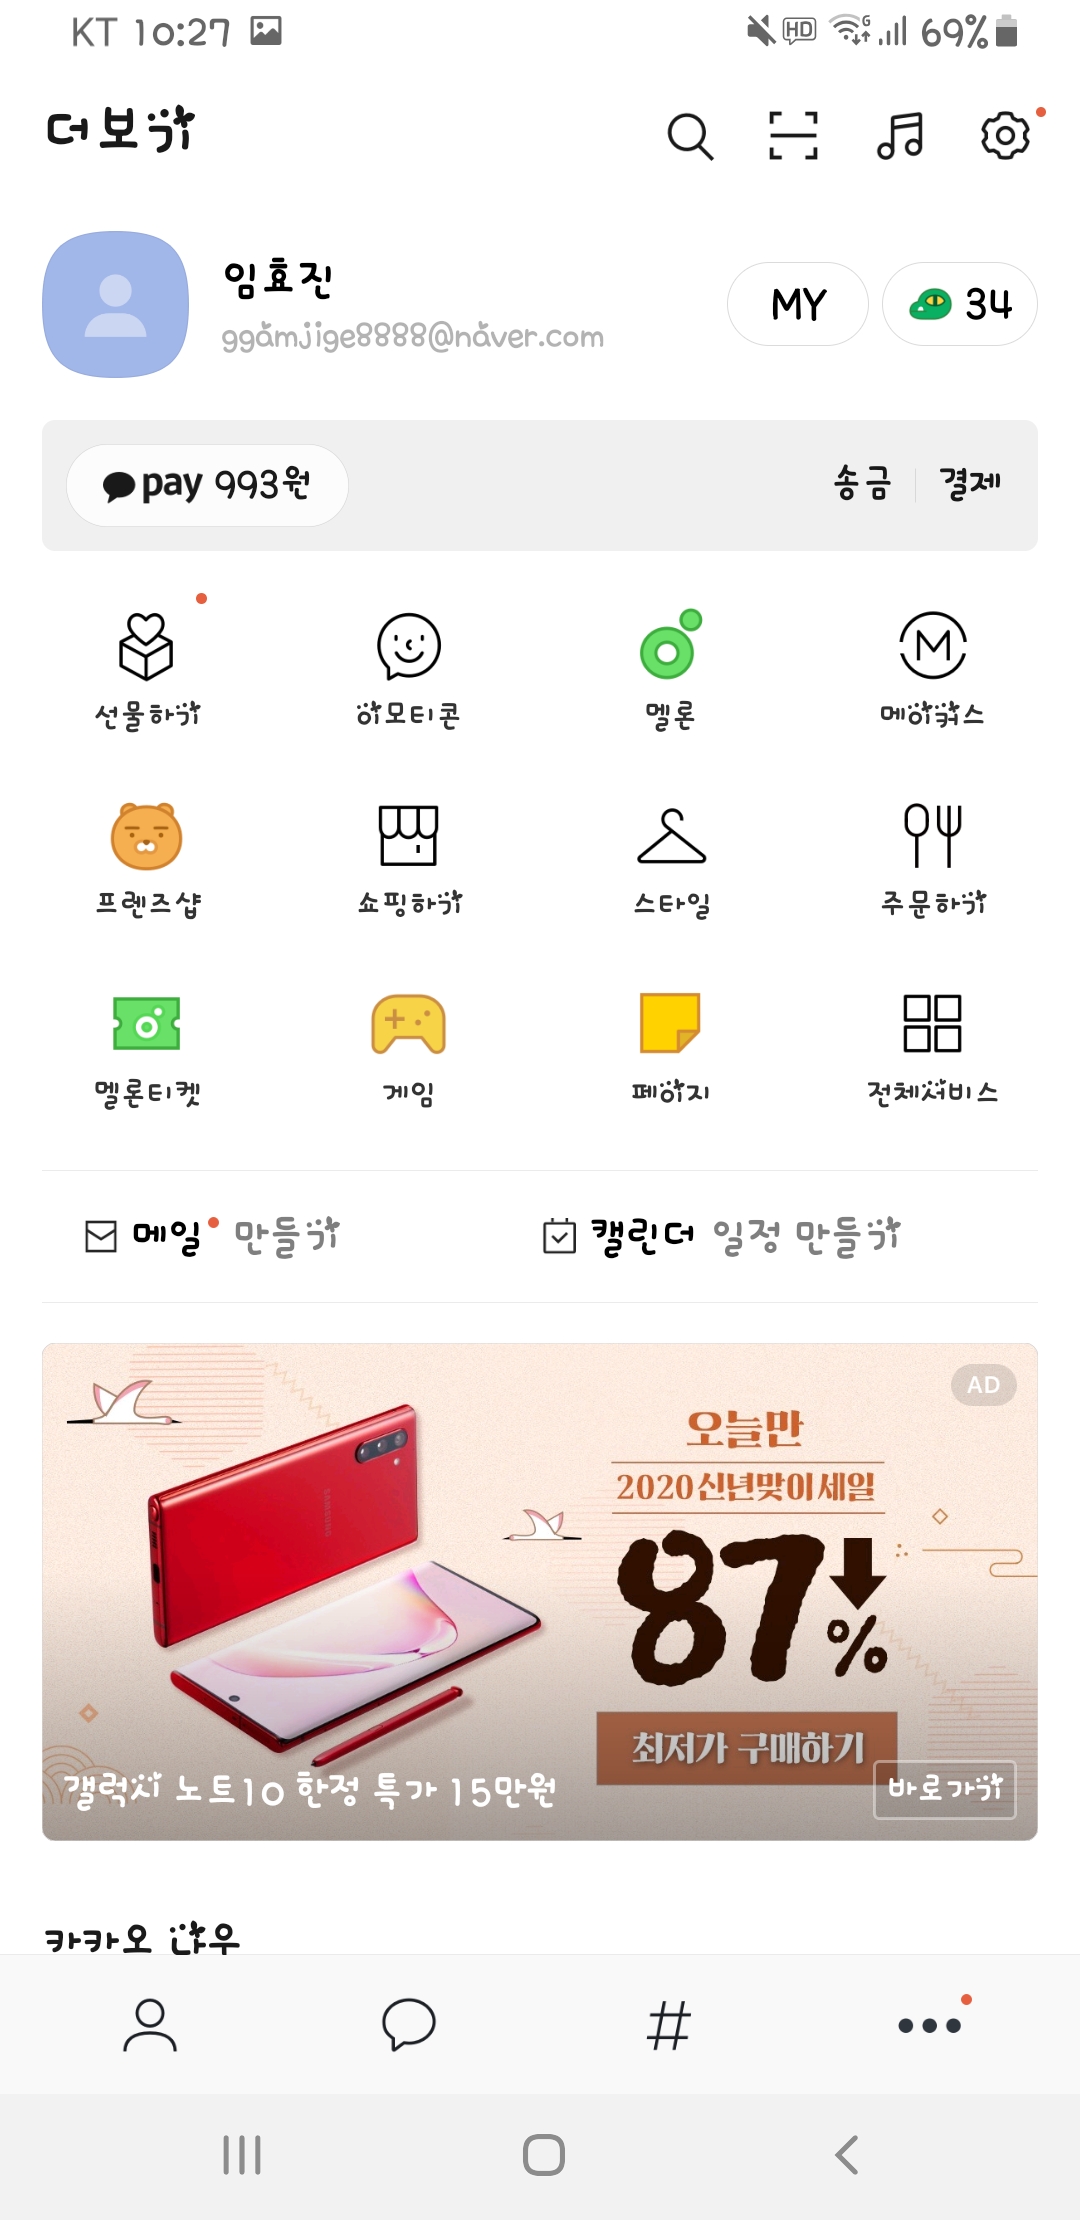 KT 10:27 HD G 69%
더보기
임효진
ggamjige8888@naver.com
MY
34
pay 993원
송금
결제
선물하기
이모티콘
멜론
M
메이커스
프렌즈샵
쇼핑하기
스타일
주문하기
멜론티켓
게임
페이지
전체서비스
메일 만들기
캘린더 일정 만들기
AD
오늘만
2020신년맞이세일
87%
SAMSUNG
최저가 구매하기
갤럭시 노트10 한정 특가 15만원
바로가기
카카오 나우
#